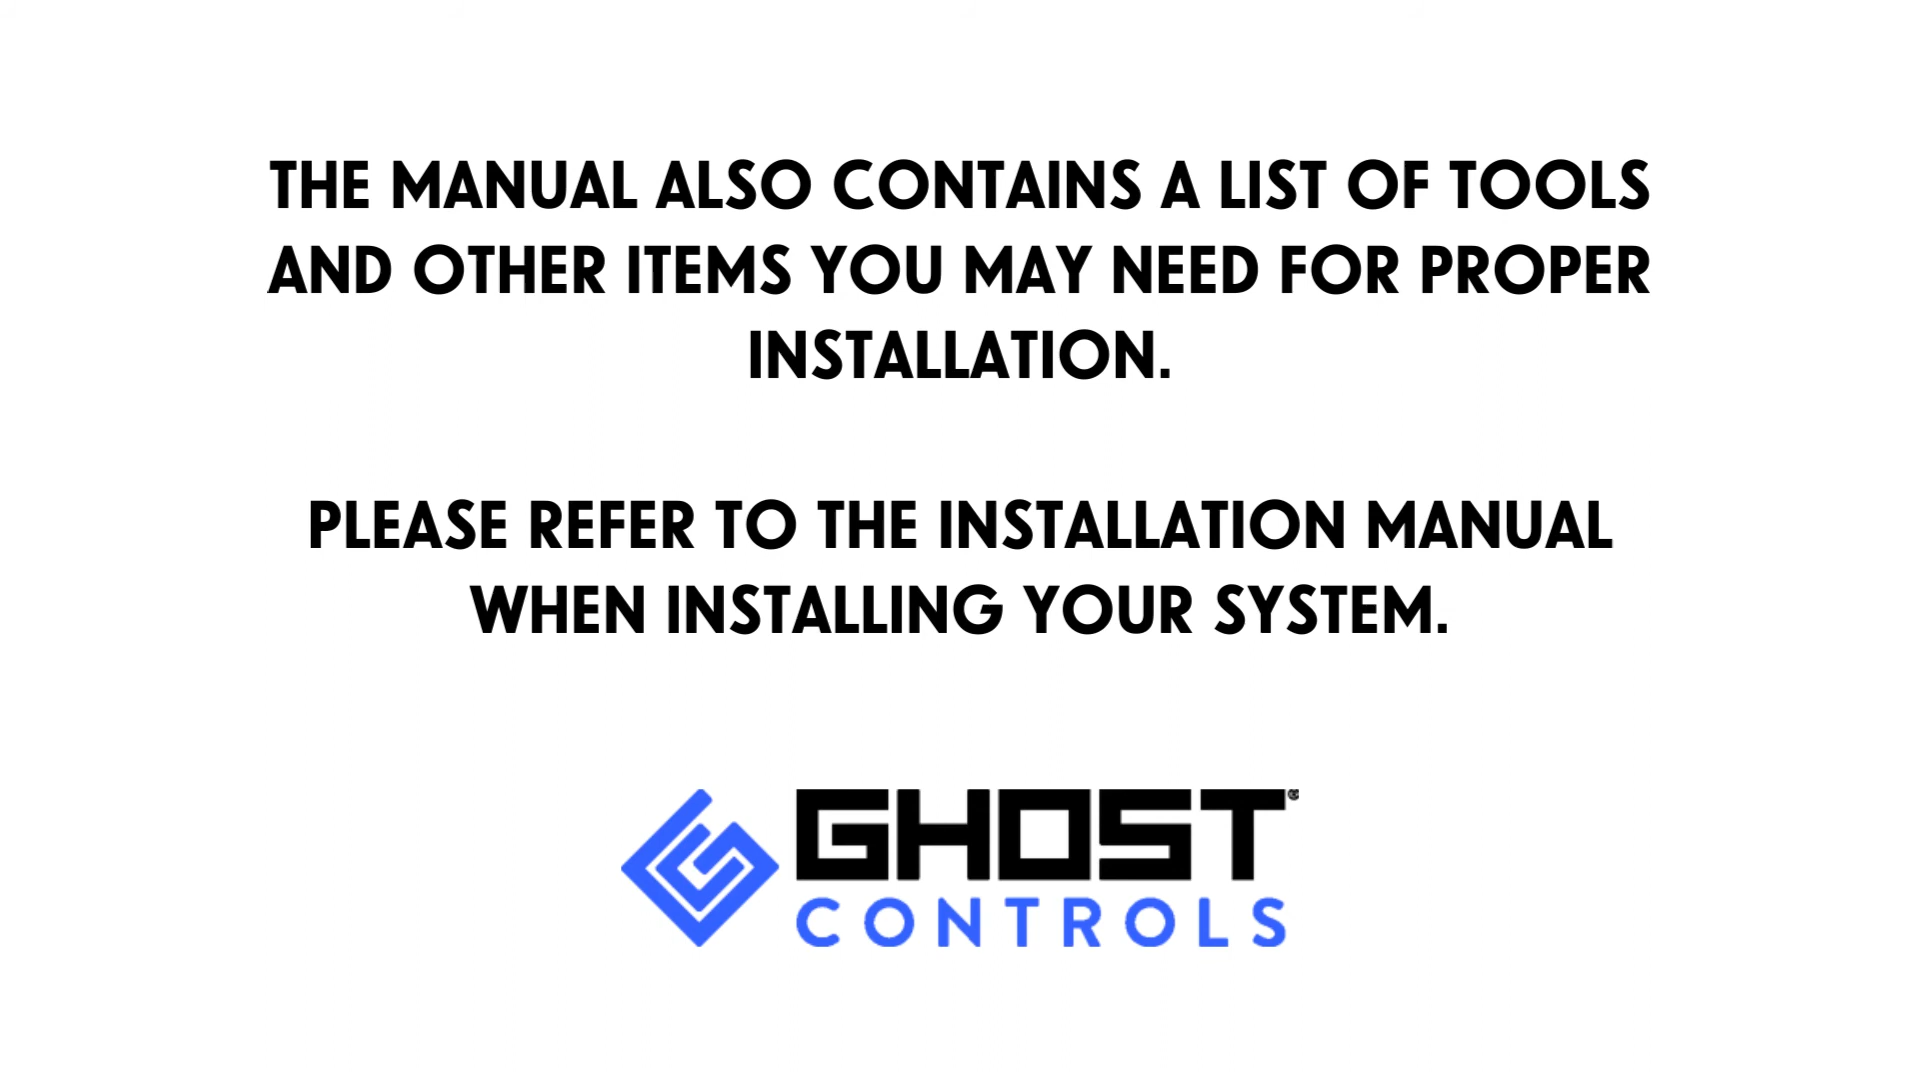 THE MANUAL ALSO CONTAINS A LIST OF TOOLS
AND OTHER ITEMS YOU MAY NEED FOR PROPER
INSTALLATION.
PLEASE REFER TO THE INSTALLATION MANUAL
WHEN INSTALLING YOUR SYSTEM.
GHOST
CONTROLS